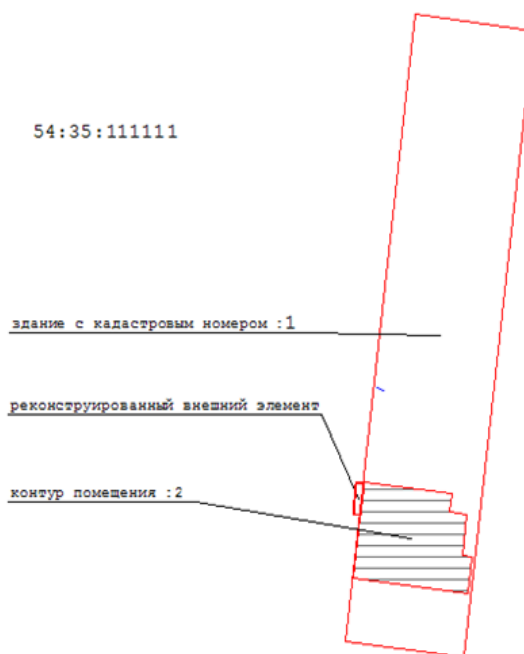 54:35:111111
здание с кадастровым номером :1
реконструированный внешний элемент
контур помещения :2